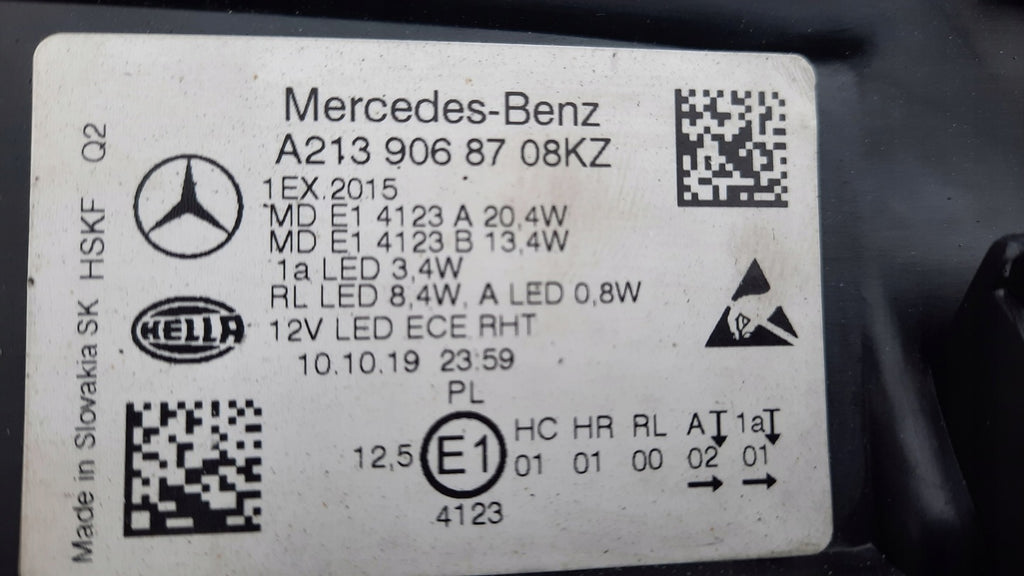 Mercedes-Benz
A213 906 87 08KZ
1EX.2015
MD E1 4123 A 20,4W
MD E1 4123 B 13,4W
1a LED 3,4W
RL LED 8,4W, A LED 0,8W
12V LED ECE RHT
10.10.19 23:59
PL
HC HR RL A 1a
12,5 E1 01 01 00 02 01
4123
HELLA
Made in Slovakia SK HSKF Q2